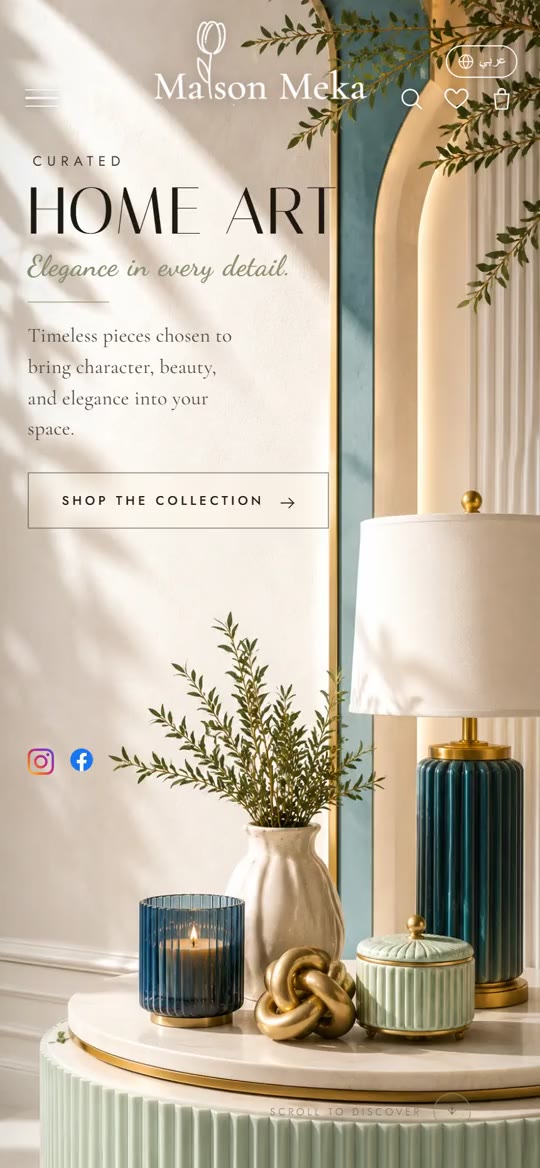 Maison Meka
عربي
CURATED
HOME ART
Elegance in every detail.
Timeless pieces chosen to
bring character, beauty,
and elegance into your
space.
SHOP THE COLLECTION →
SCROLL TO DISCOVER